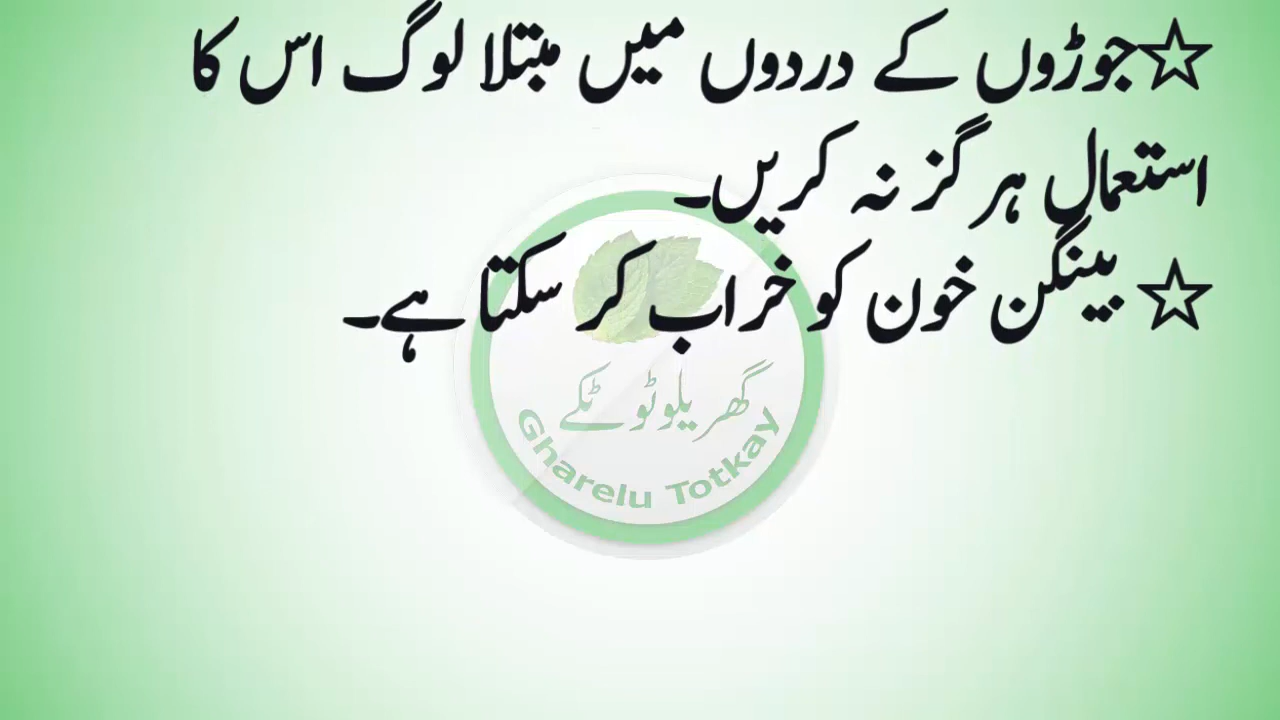 ☆جوڑوں کے دردوں میں مبتلا لوگ اس کا
استعمال ہر گز نہ کریں۔
☆ بینگن خون کو خراب کر سکتا ہے۔
گھریلو ٹوٹکے
Gharelu Totkay